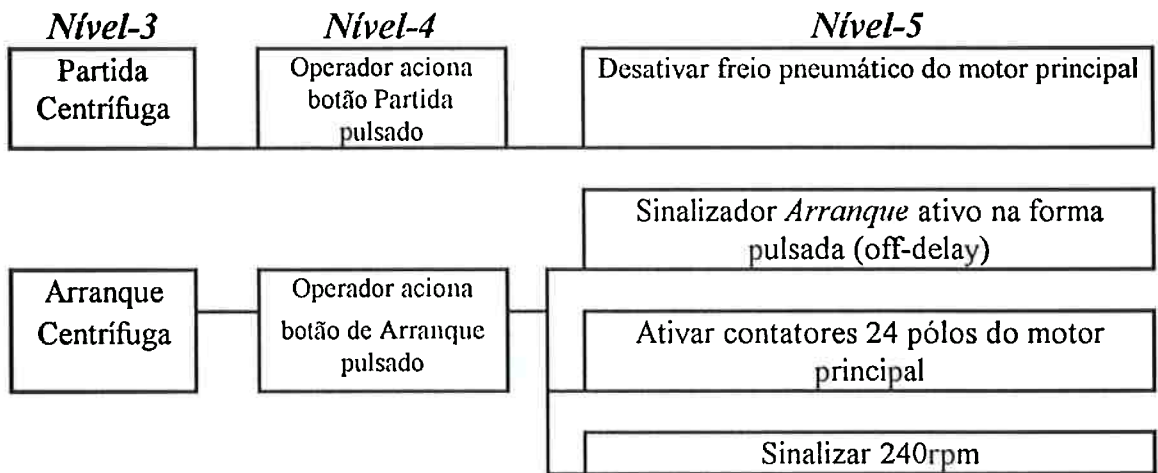 Nível-3
Nível-4
Nível-5
Partida
Centrífuga
Operador aciona
botão Partida
pulsado
Desativar freio pneumático do motor principal
Arranque
Centrífuga
Operador aciona
botão de Arranque
pulsado
Sinalizador Arranque ativo na forma
pulsada (off-delay)
Ativar contatores 24 pólos do motor
principal
Sinalizar 240rpm